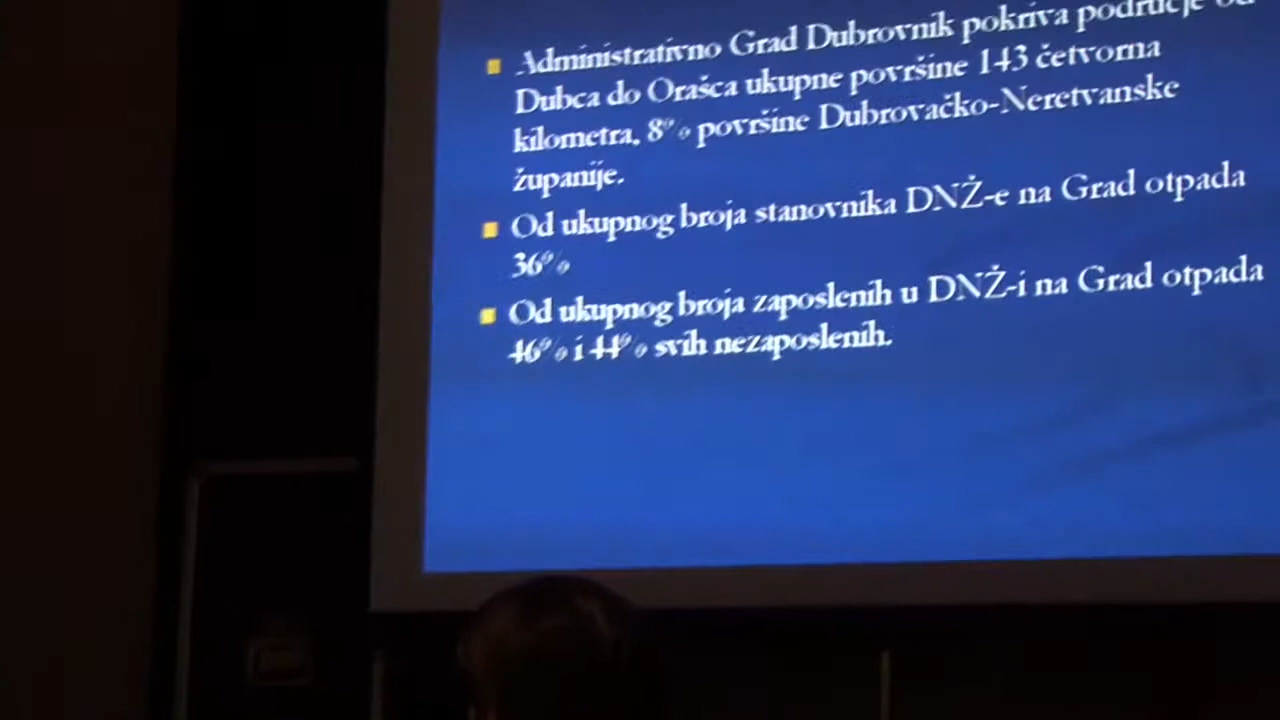 Administrativno Grad Dubrovnik pokriva područje od
Dubca do Orašca ukupne površine 143 četvorna
kilometra, 8% površine Dubrovačko-Neretvanske
županije.
Od ukupnog broja stanovnika DNŽ-e na Grad otpada
36%
Od ukupnog broja zaposlenih u DNŽ-i na Grad otpada
46% i 44% svih nezaposlenih.